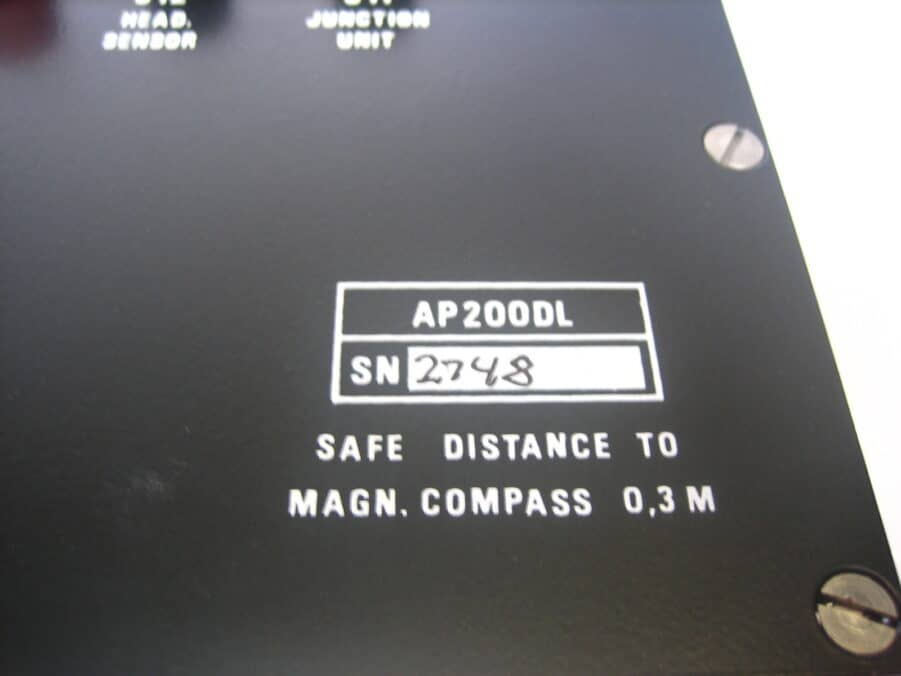 HEAD.
SENSOR
JUNCTION
UNIT
AP200DL
SN 2748
SAFE DISTANCE TO
MAGN. COMPASS 0,3 M